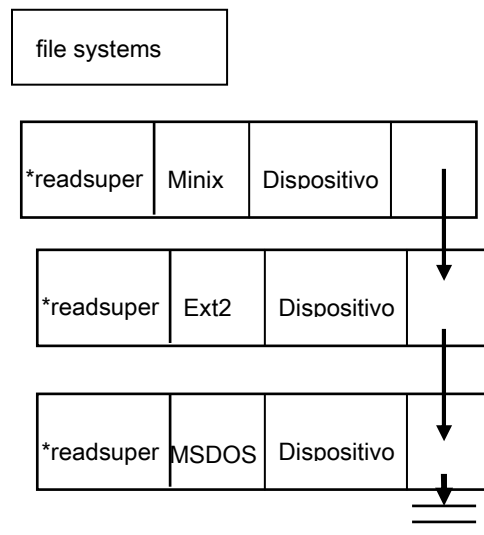 file systems
*readsuper Minix Dispositivo
*readsuper Ext2 Dispositivo
*readsuper MSDOS Dispositivo